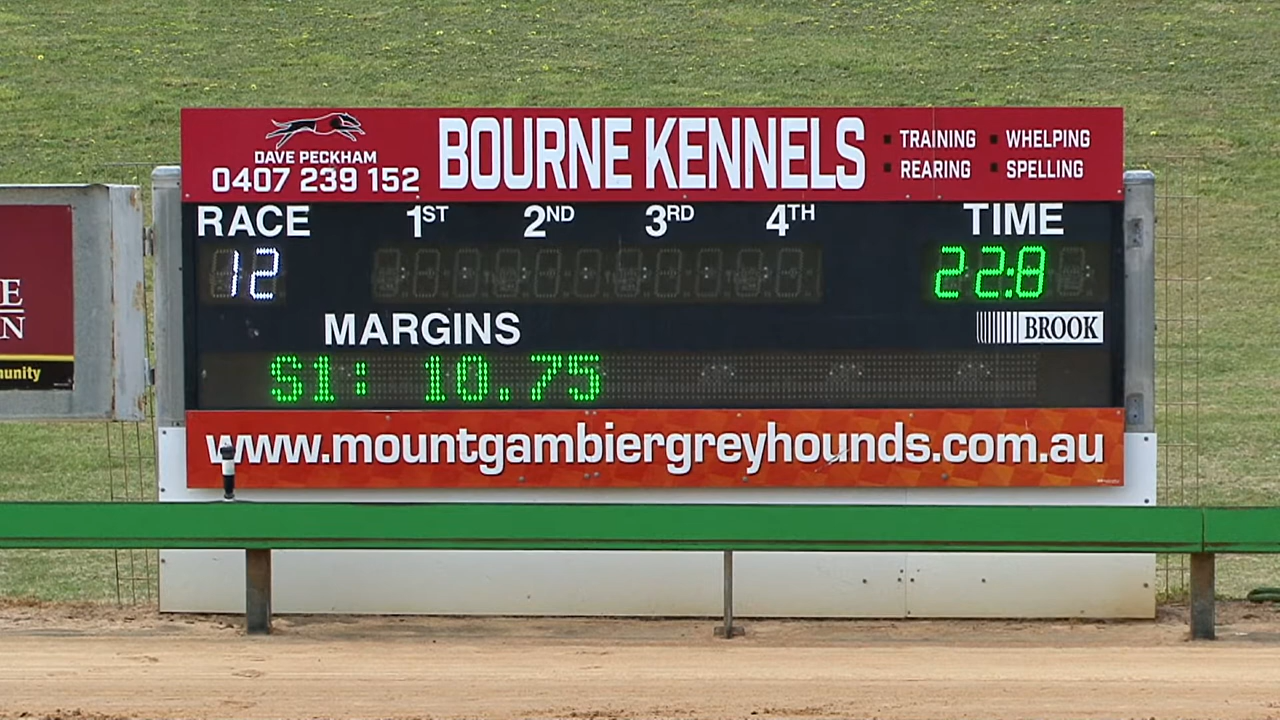 DAVE PECKHAM
0407 239 152
BOURNE KENNELS
TRAINING
WHELPING
REARING
SPELLING
RACE 1ST 2ND 3RD 4TH TIME
12 22:8
MARGINS
BROOK
S1: 10.75
www.mountgambiergreyhounds.com.au
E
N
nunity